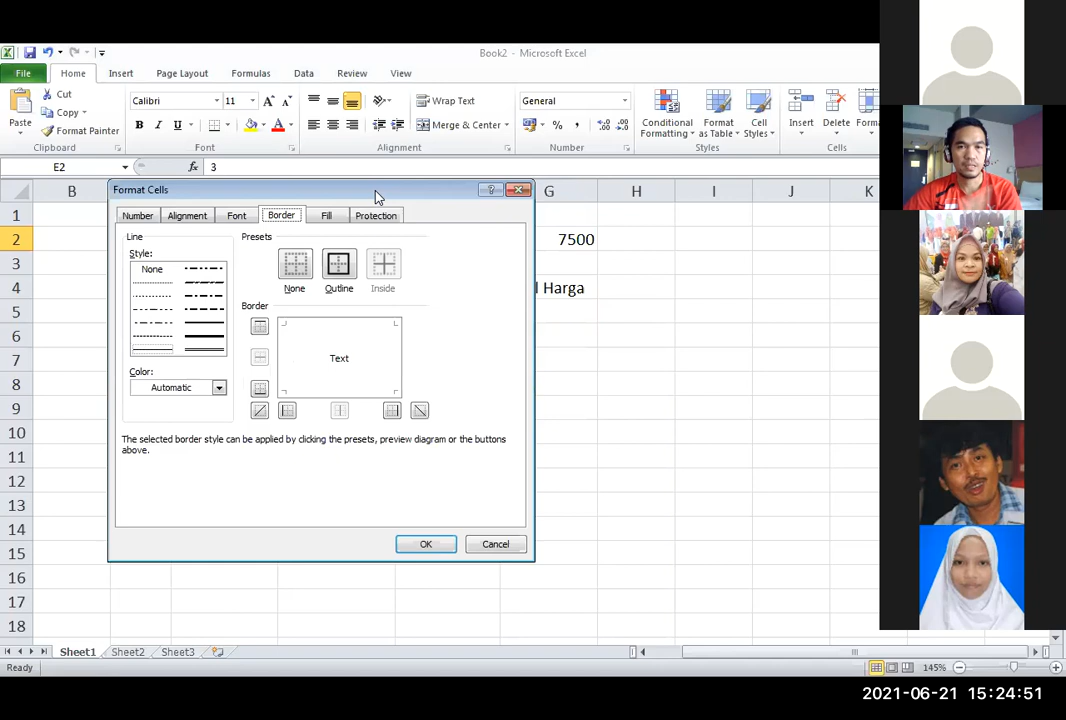 Book2 - Microsoft Excel
File Home Insert Page Layout Formulas Data Review View
Paste
Cut
Copy
Format Painter
Clipboard
Calibri 11
B I U
Font
Wrap Text
Merge & Center
Alignment
General
%
Number
Conditional Formatting
Format as Table
Cell Styles
Styles
Insert Delete Forma
Cells
E2 fx 3
B G H I J K
1
2 7500
3
4 l Harga
5
6
7
8
9
10
11
12
13
14
15
16
17
18
Format Cells
Number Alignment Font Border Fill Protection
Line
Style:
None
Color:
Automatic
Presets
None Outline Inside
Border
Text
The selected border style can be applied by clicking the presets, preview diagram or the buttons
above.
OK Cancel
Sheet1 Sheet2 Sheet3
Ready 145%
2021-06-21 15:24:51